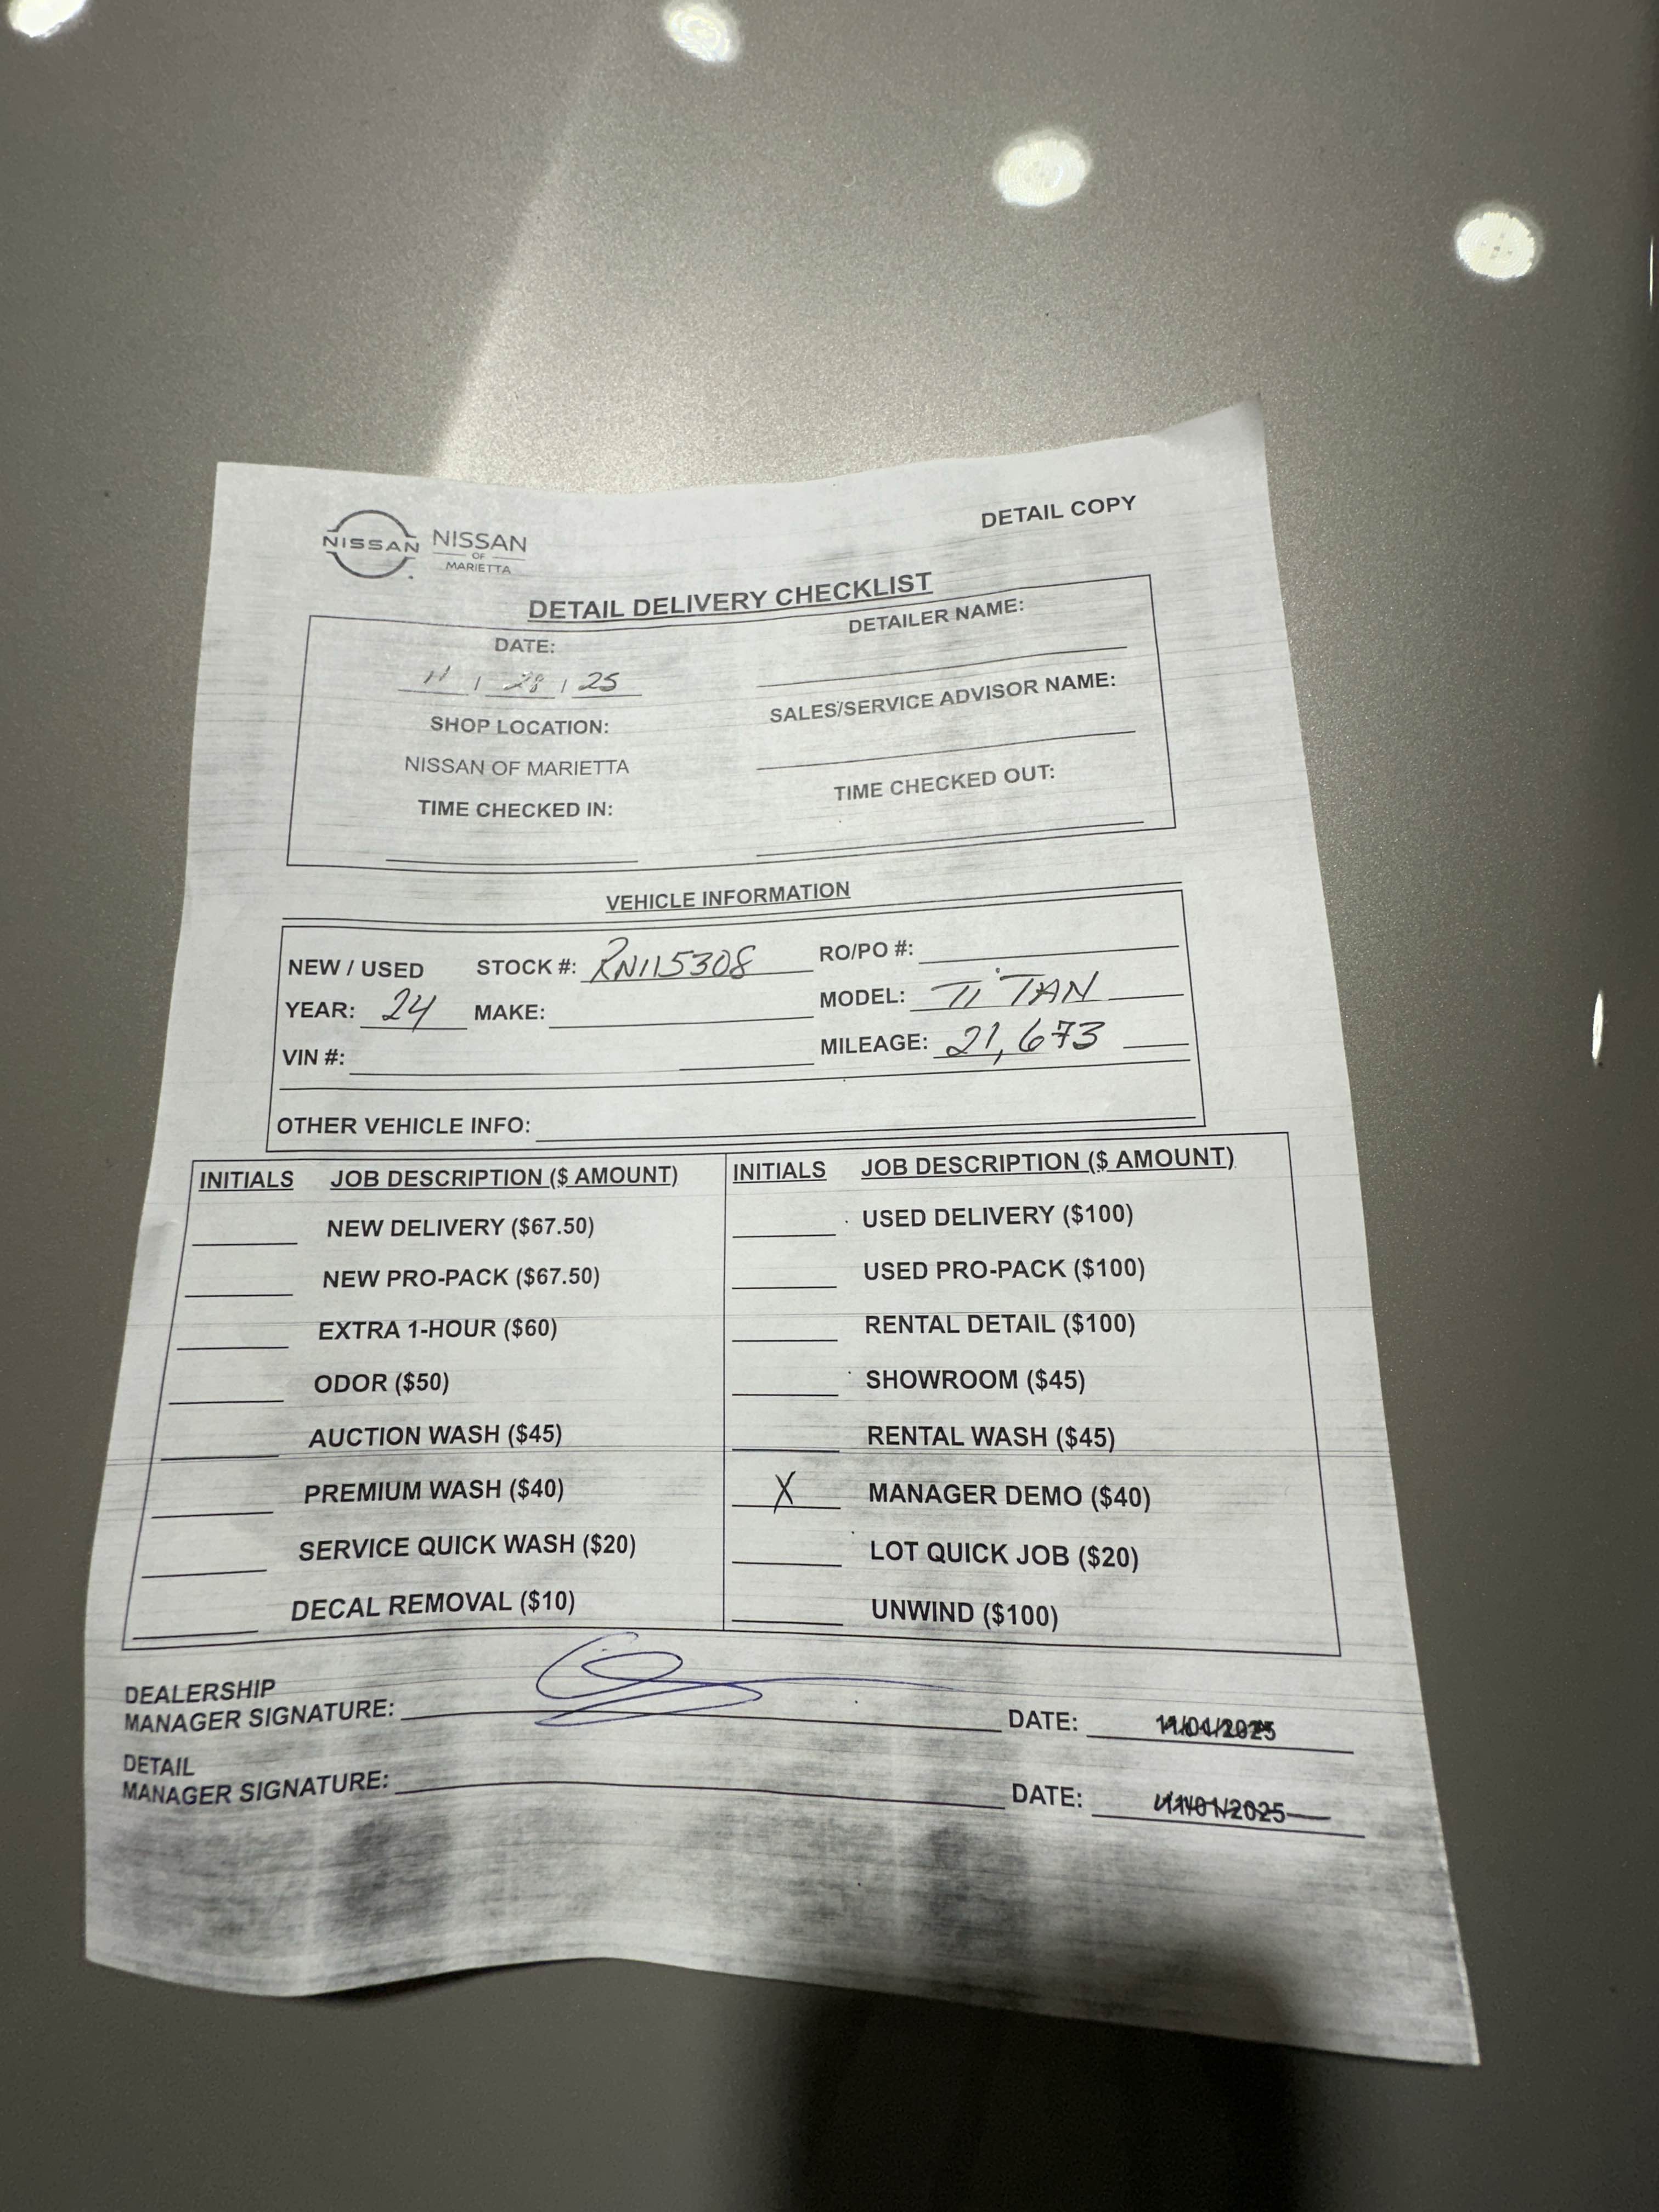 DETAIL COPY
NISSAN NISSAN
OF
MARIETTA
DETAIL DELIVERY CHECKLIST
DATE:
11 / 28 / 25
DETAILER NAME:
SHOP LOCATION:
NISSAN OF MARIETTA
SALES/SERVICE ADVISOR NAME:
TIME CHECKED IN:
TIME CHECKED OUT:
VEHICLE INFORMATION
NEW / USED STOCK #: RN115308 RO/PO #:
YEAR: 24 MAKE: MODEL: TiTAN
VIN #: MILEAGE: 21,673
OTHER VEHICLE INFO:
INITIALS JOB DESCRIPTION ($ AMOUNT) INITIALS JOB DESCRIPTION ($ AMOUNT)
NEW DELIVERY ($67.50) USED DELIVERY ($100)
NEW PRO-PACK ($67.50) USED PRO-PACK ($100)
EXTRA 1-HOUR ($60) RENTAL DETAIL ($100)
ODOR ($50) SHOWROOM ($45)
AUCTION WASH ($45) RENTAL WASH ($45)
PREMIUM WASH ($40) X MANAGER DEMO ($40)
SERVICE QUICK WASH ($20) LOT QUICK JOB ($20)
DECAL REMOVAL ($10) UNWIND ($100)
DEALERSHIP
MANAGER SIGNATURE: DATE: 11/01/2025
DETAIL
MANAGER SIGNATURE: DATE: 11/01/2025